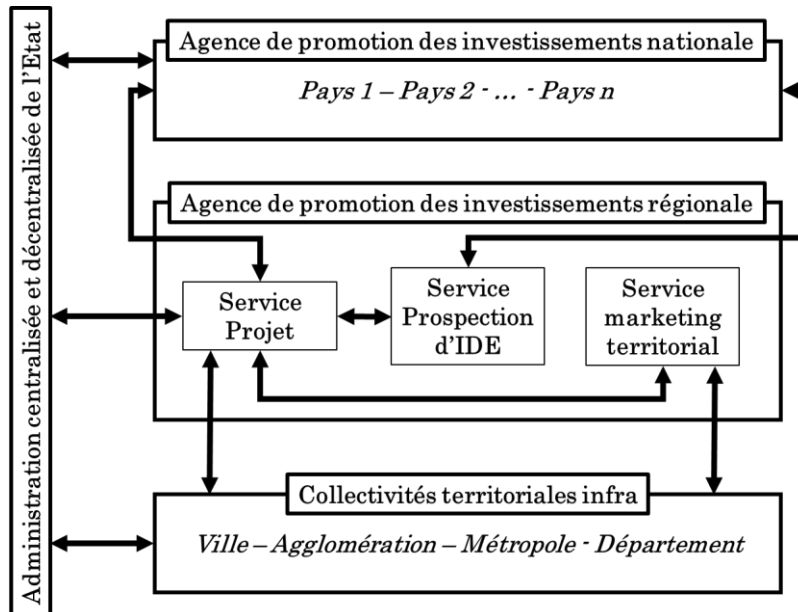 Administration centralisée et décentralisée de l'Etat
Agence de promotion des investissements nationale
Pays 1 – Pays 2 - ... - Pays n
Agence de promotion des investissements régionale
Service
Projet
Service
Prospection
d'IDE
Service
marketing
territorial
Collectivités territoriales infra
Ville – Agglomération – Métropole - Département